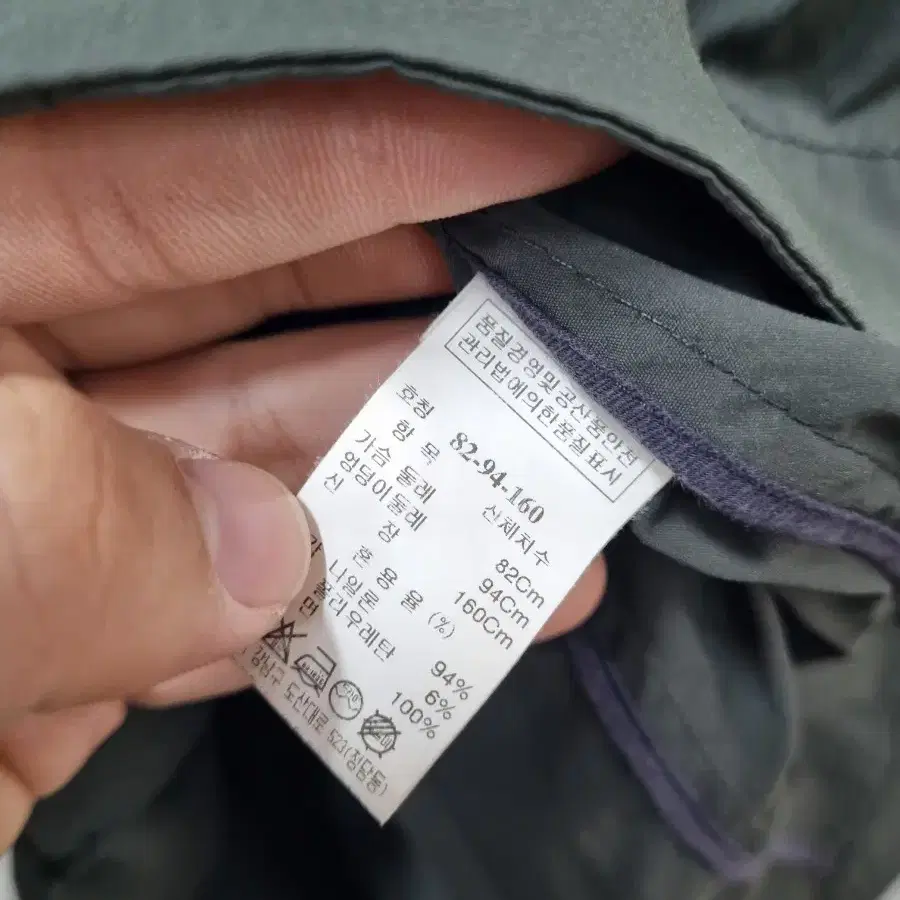 품질경영및공산품안전
관리법에의한품질표시
호칭 82-94-160
항 목 신체치수
가슴 둘레 82Cm
엉덩이둘레 94Cm
신 장 160Cm
혼 용 율 (%)
나일론 94%
폴리우레탄 6%
면 100%
강남구 도산대로 523(청담동)